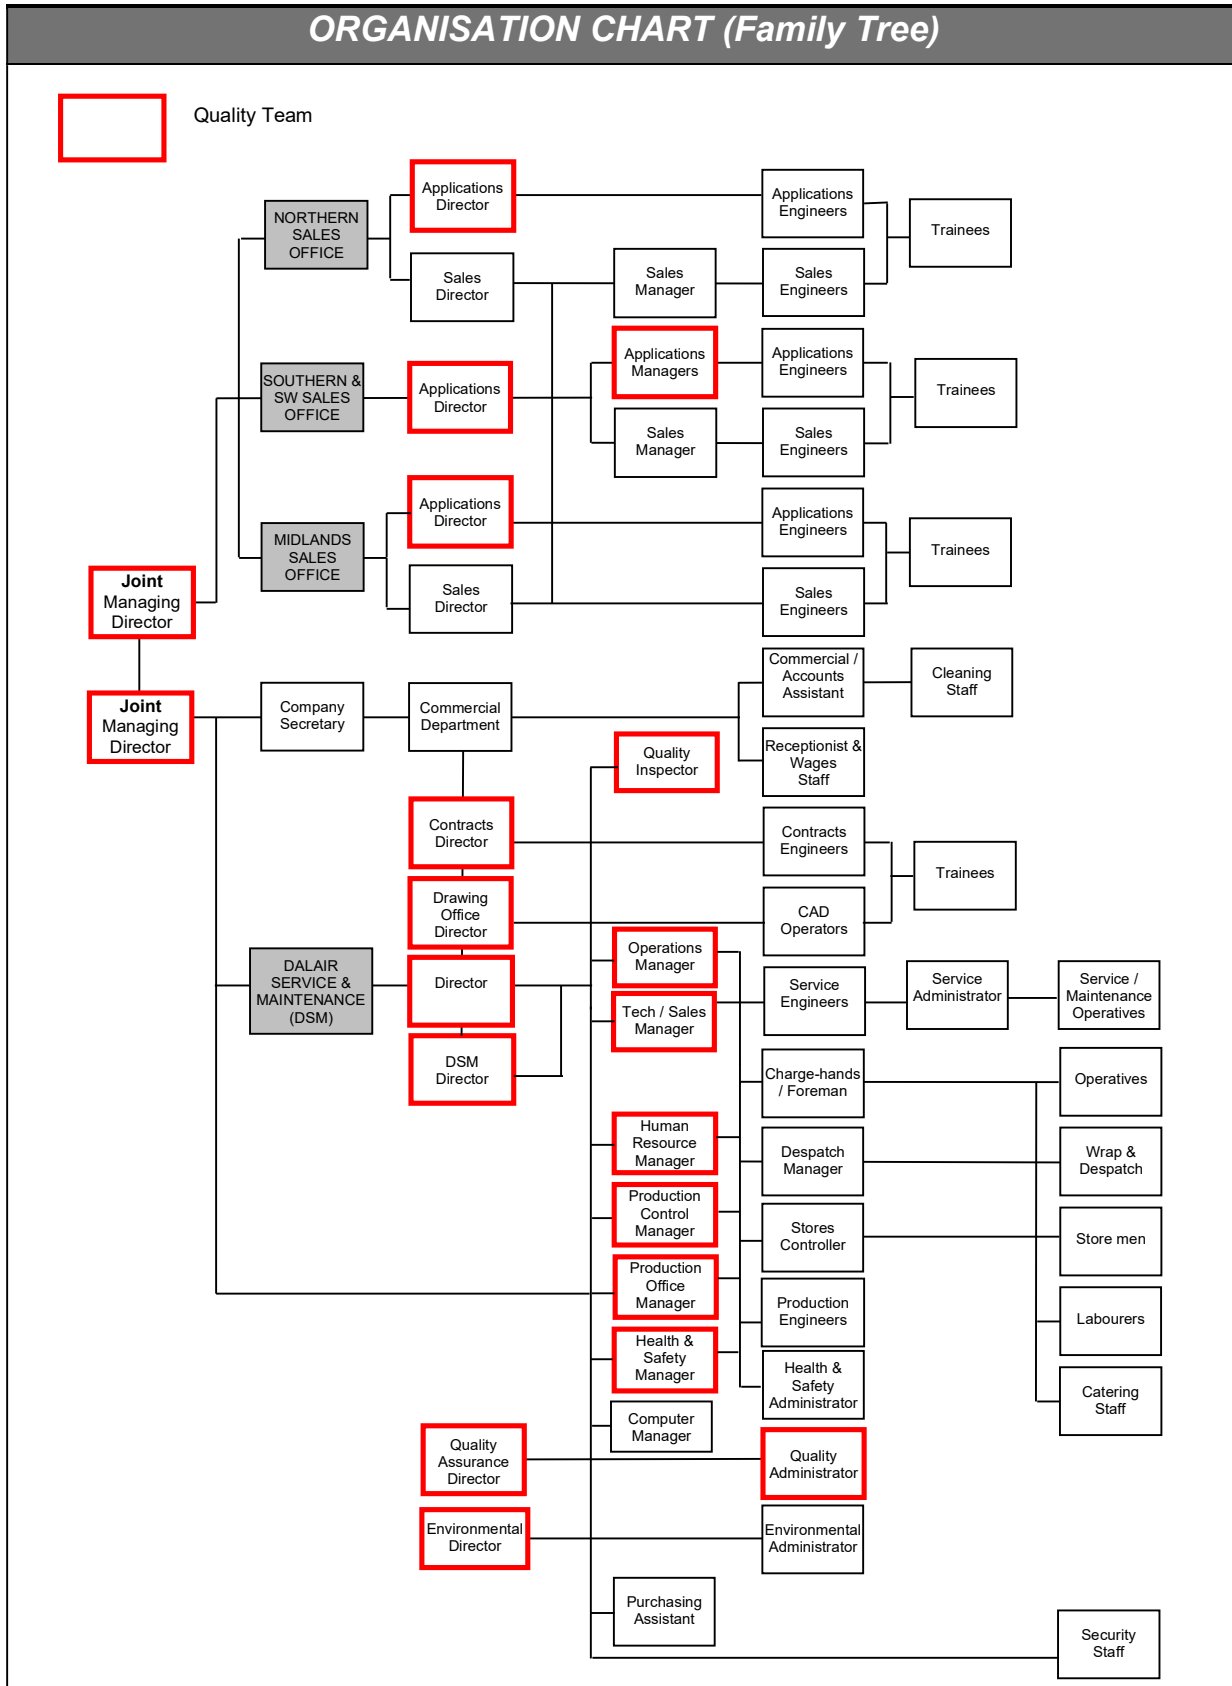 ORGANISATION CHART (Family Tree)
Quality Team
Applications
Director
Applications
Engineers
NORTHERN
SALES
OFFICE
Trainees
Sales
Director
Sales
Manager
Sales
Engineers
Applications
Managers
Applications
Engineers
SOUTHERN &
SW SALES
OFFICE
Applications
Director
Trainees
Sales
Manager
Sales
Engineers
Applications
Director
Applications
Engineers
MIDLANDS
SALES
OFFICE
Trainees
Joint
Managing
Director
Sales
Director
Sales
Engineers
Commercial /
Accounts
Assistant
Cleaning
Staff
Joint
Managing
Director
Company
Secretary
Commercial
Department
Quality
Inspector
Receptionist &
Wages
Staff
Contracts
Director
Contracts
Engineers
Trainees
Drawing
Office
Director
CAD
Operators
Operations
Manager
DALAIR
SERVICE &
MAINTENANCE
(DSM)
Director
Tech / Sales
Manager
Service
Engineers
Service
Administrator
Service /
Maintenance
Operatives
DSM
Director
Charge-hands
/ Foreman
Operatives
Human
Resource
Manager
Despatch
Manager
Wrap &
Despatch
Production
Control
Manager
Stores
Controller
Store men
Production
Office
Manager
Production
Engineers
Labourers
Health &
Safety
Manager
Health &
Safety
Administrator
Catering
Staff
Computer
Manager
Quality
Assurance
Director
Quality
Administrator
Environmental
Director
Environmental
Administrator
Purchasing
Assistant
Security
Staff